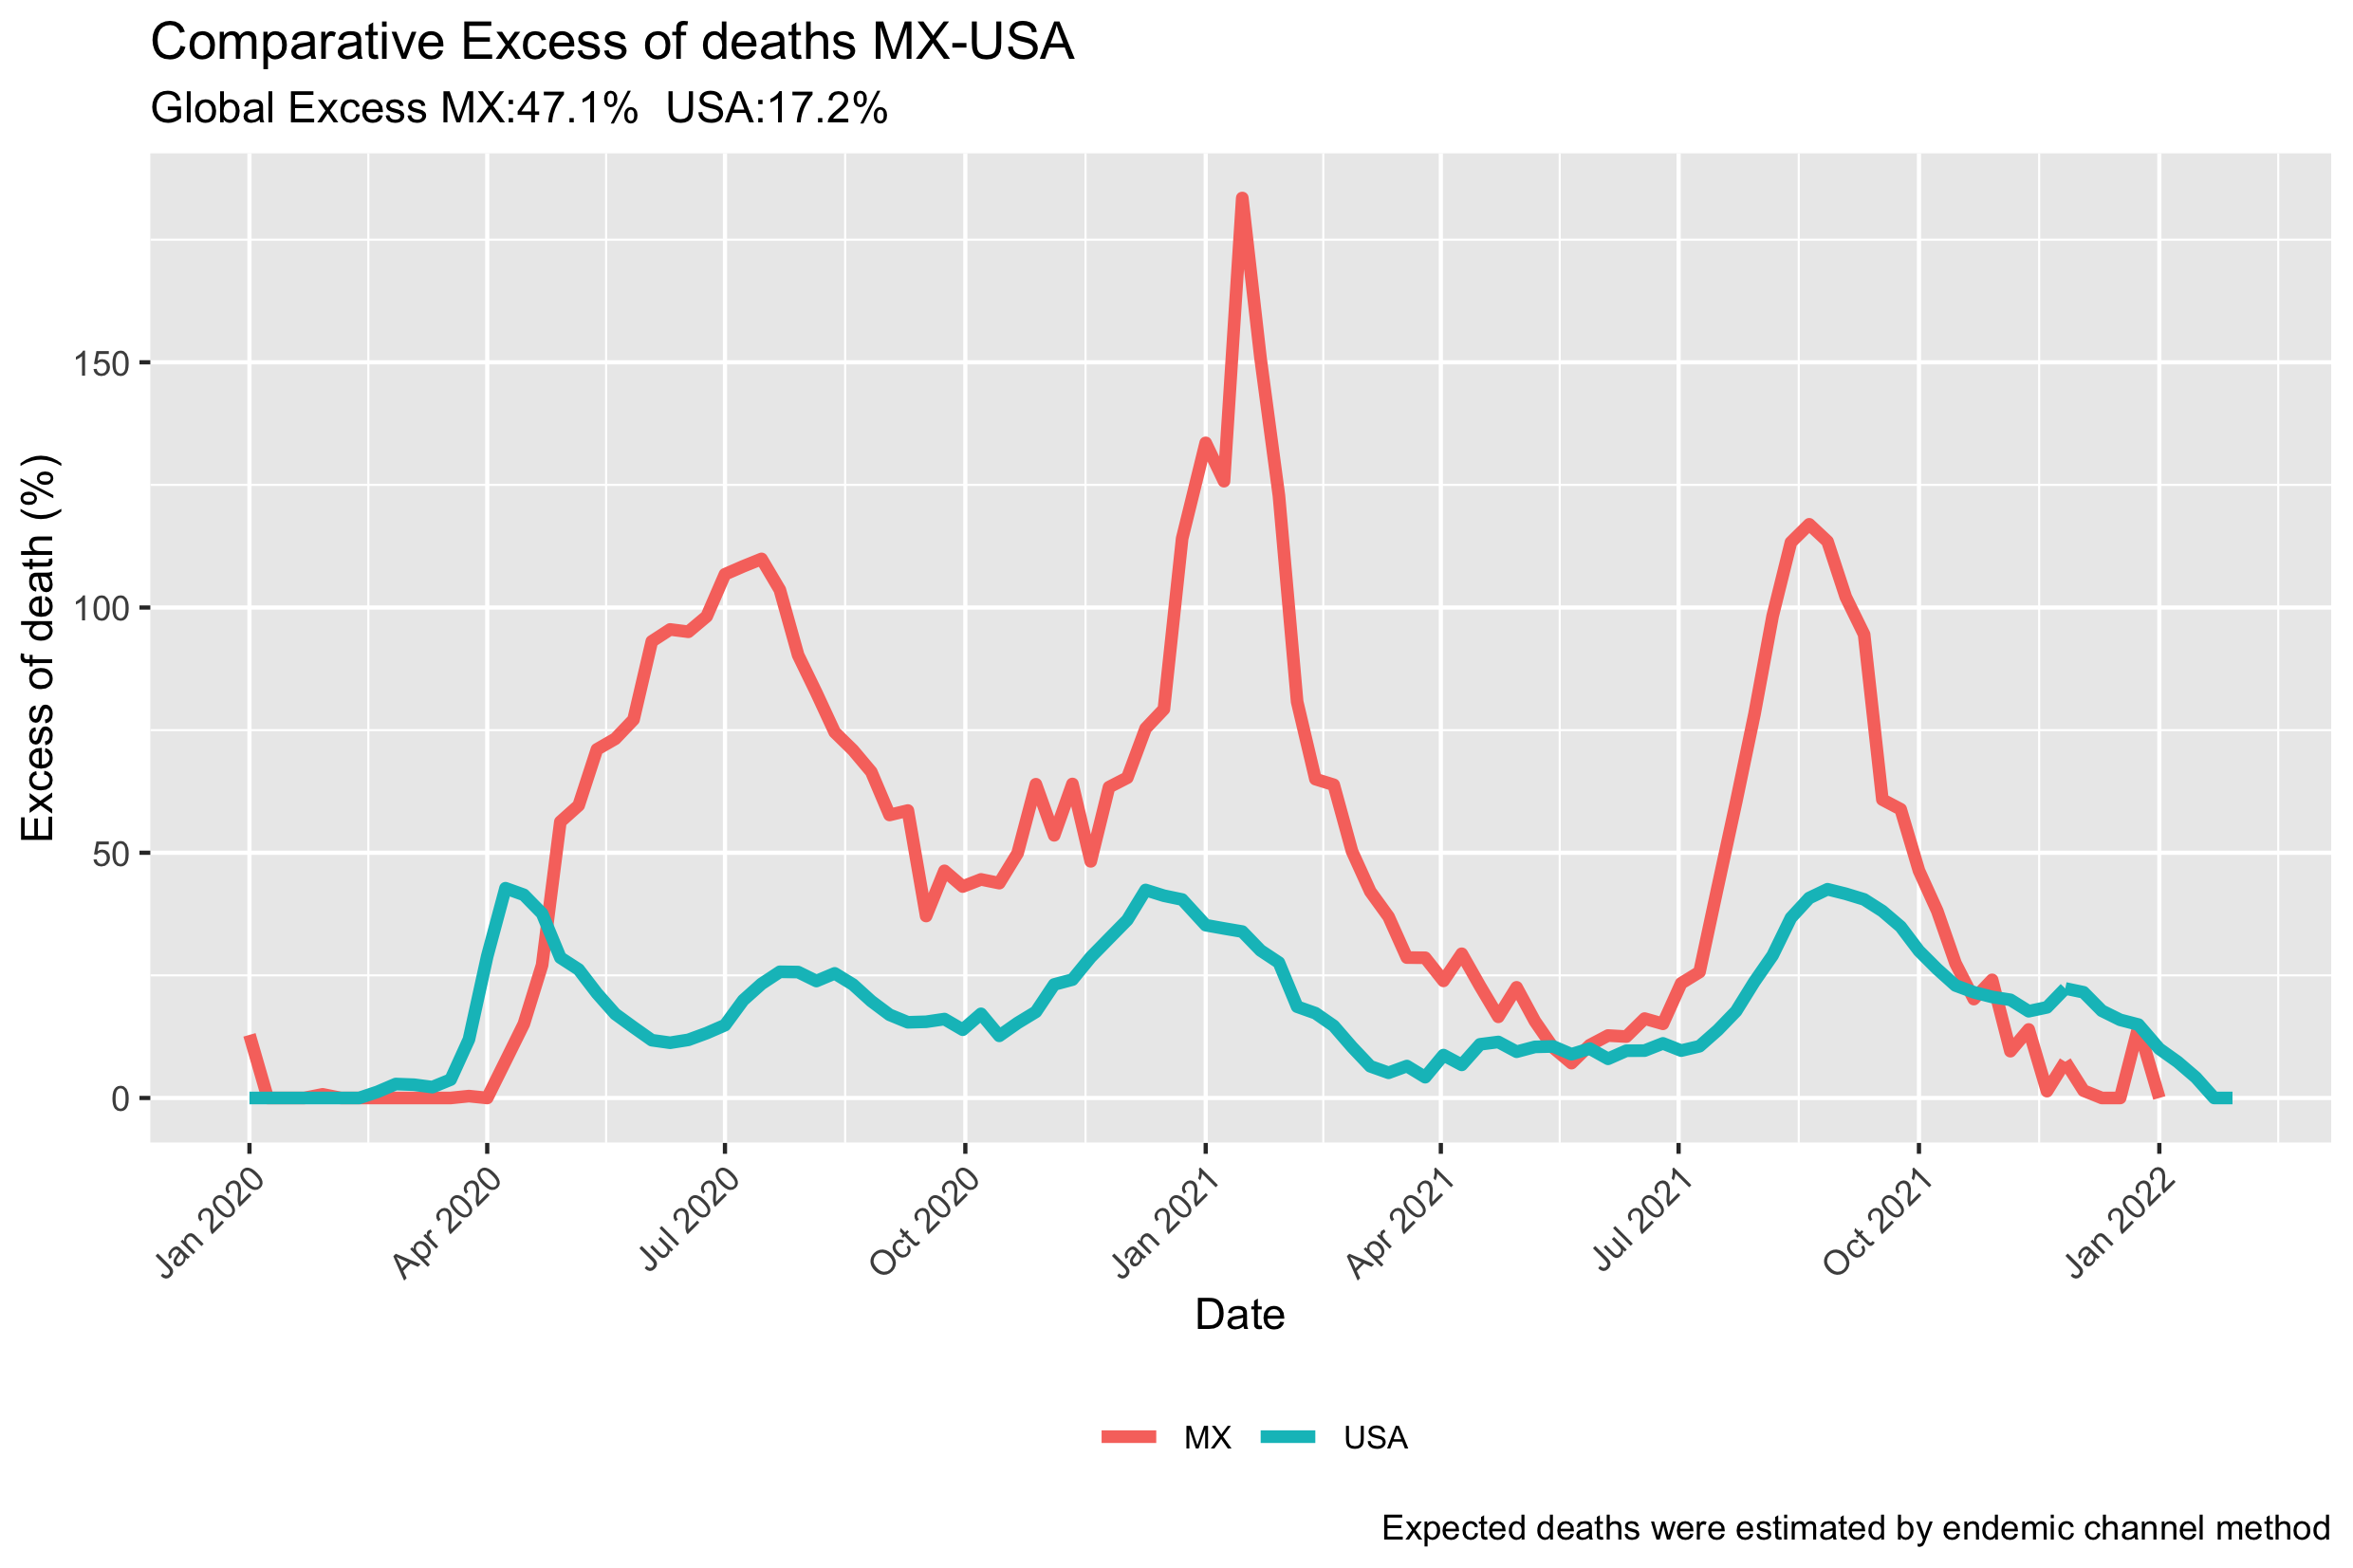 Comparative Excess of deaths MX-USA
Global Excess MX:47.1%  USA:17.2%
Excess of death (%)
150
100
50
0
Jan 2020
Apr 2020
Jul 2020
Oct 2020
Jan 2021
Apr 2021
Jul 2021
Oct 2021
Jan 2022
Date
MX
USA
Expected deaths were estimated by endemic channel method